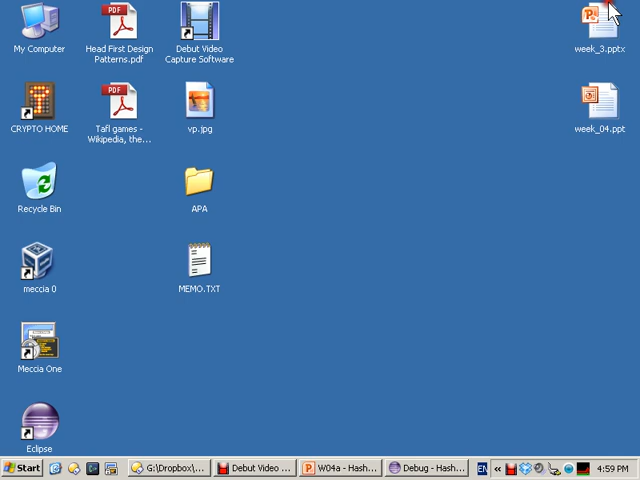 My Computer
PDF
Head First Design
Patterns.pdf
Debut Video
Capture Software
week_3.pptx
CRYPTO HOME
PDF
Tafl games -
Wikipedia, the...
vp.jpg
week_04.ppt
Recycle Bin
APA
meccia 0
MEMO.TXT
Meccia One
Eclipse
Start
G:\Dropbox\...
Debut Video ...
W04a - Hash...
Debug - Hash...
EN
«
4:59 PM